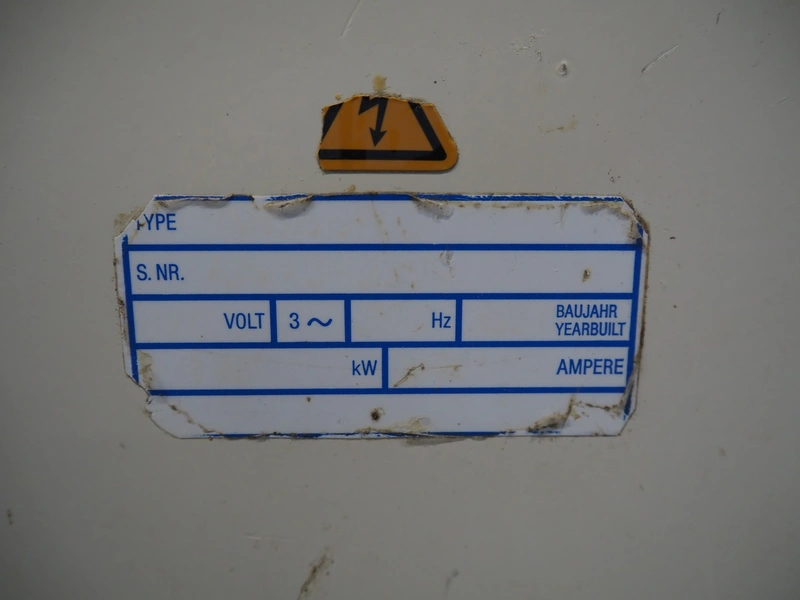 TYPE
S. NR.
VOLT 3 ~ Hz BAUJAHR
YEARBUILT
kW AMPERE